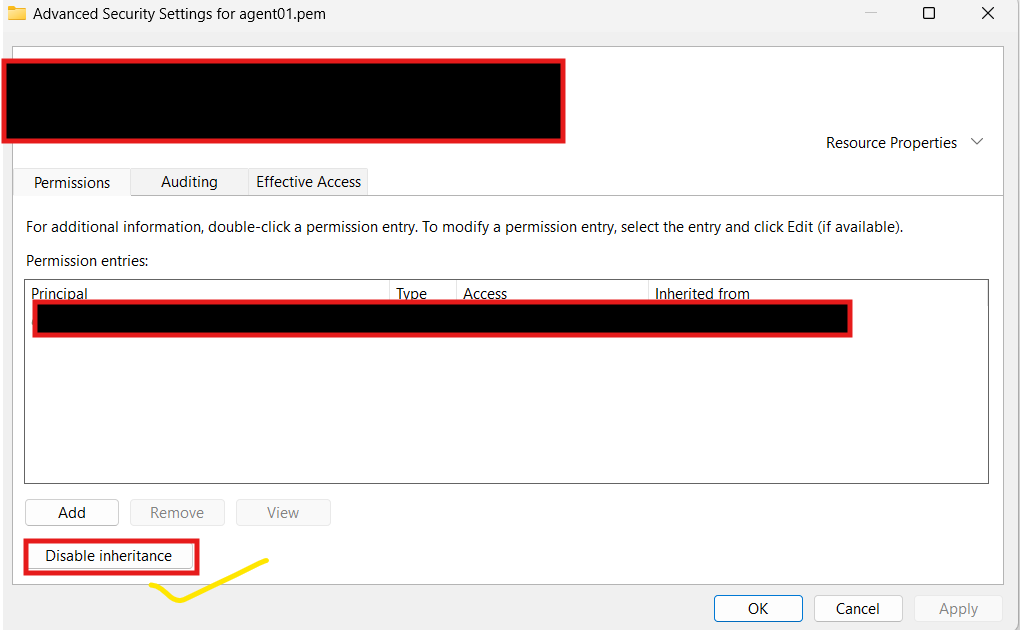 Advanced Security Settings for agent01.pem
Resource Properties
Permissions Auditing Effective Access
For additional information, double-click a permission entry. To modify a permission entry, select the entry and click Edit (if available).
Permission entries:
Principal Type Access Inherited from
Add Remove View
Disable inheritance
OK Cancel Apply